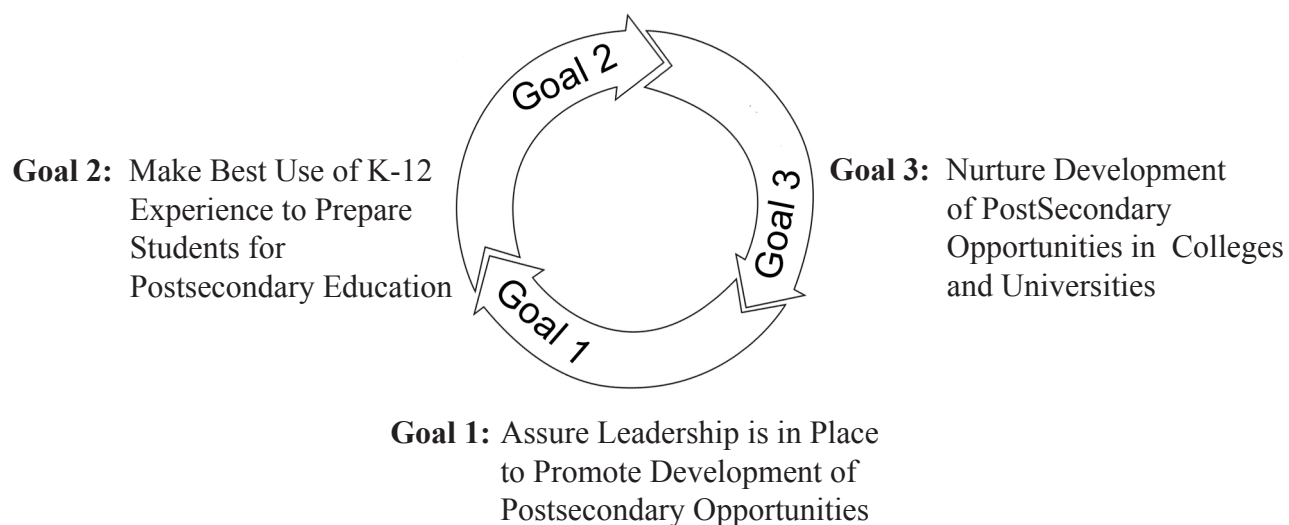 Goal 2
Goal 2: Make Best Use of K-12
Experience to Prepare
Students for
Postsecondary Education
Goal 3
Goal 3: Nurture Development
of PostSecondary
Opportunities in Colleges
and Universities
Goal 1
Goal 1: Assure Leadership is in Place
to Promote Development of
Postsecondary Opportunities